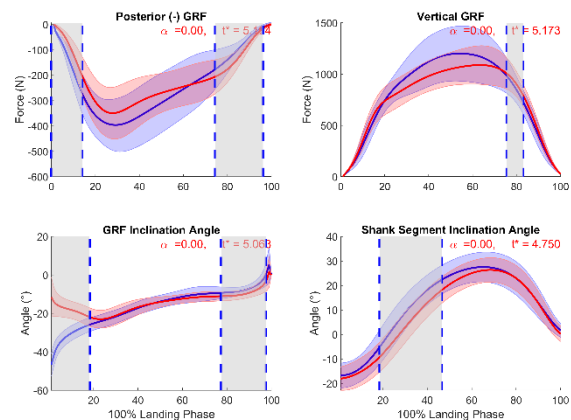 Posterior (-) GRF
α =0.00, t* =
Force (N)
0
-100
-200
-300
-400
-500
-600
0 20 40 60 80 100
Vertical GRF
α =0.00, t* = 5.173
Force (N)
1500
1000
500
0
0 20 40 60 80 100
GRF Inclination Angle
α =0.00, t* = 5.063
Angle (°)
20
0
-20
-40
-60
20 40 60 80 100
100% Landing Phase
Shank Segment Inclination Angle
α =0.00, t* = 4.750
Angle (°)
40
30
20
10
0
-10
-20
0 20 40 60 80 100
100% Landing Phase